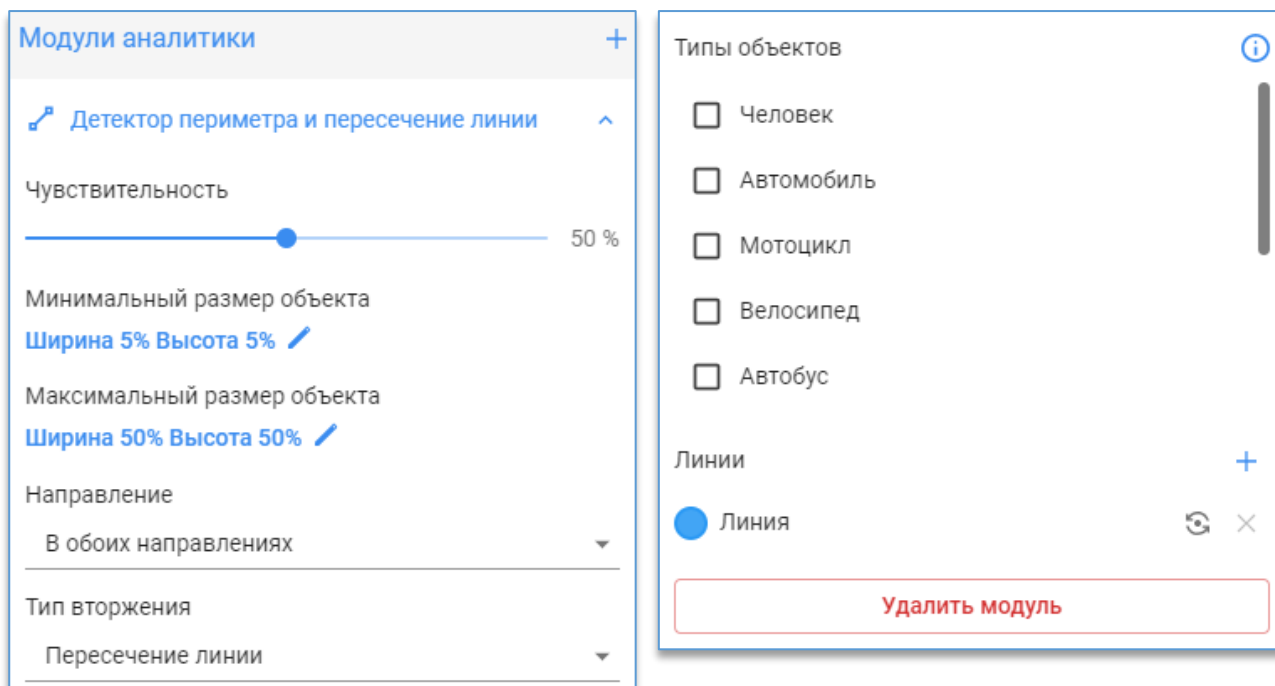 Модули аналитики
Детектор периметра и пересечение линии
Чувствительность
50 %
Минимальный размер объекта
Ширина 5% Высота 5%
Максимальный размер объекта
Ширина 50% Высота 50%
Направление
В обоих направлениях
Тип вторжения
Пересечение линии
Типы объектов
Человек
Автомобиль
Мотоцикл
Велосипед
Автобус
Линии
Линия
Удалить модуль